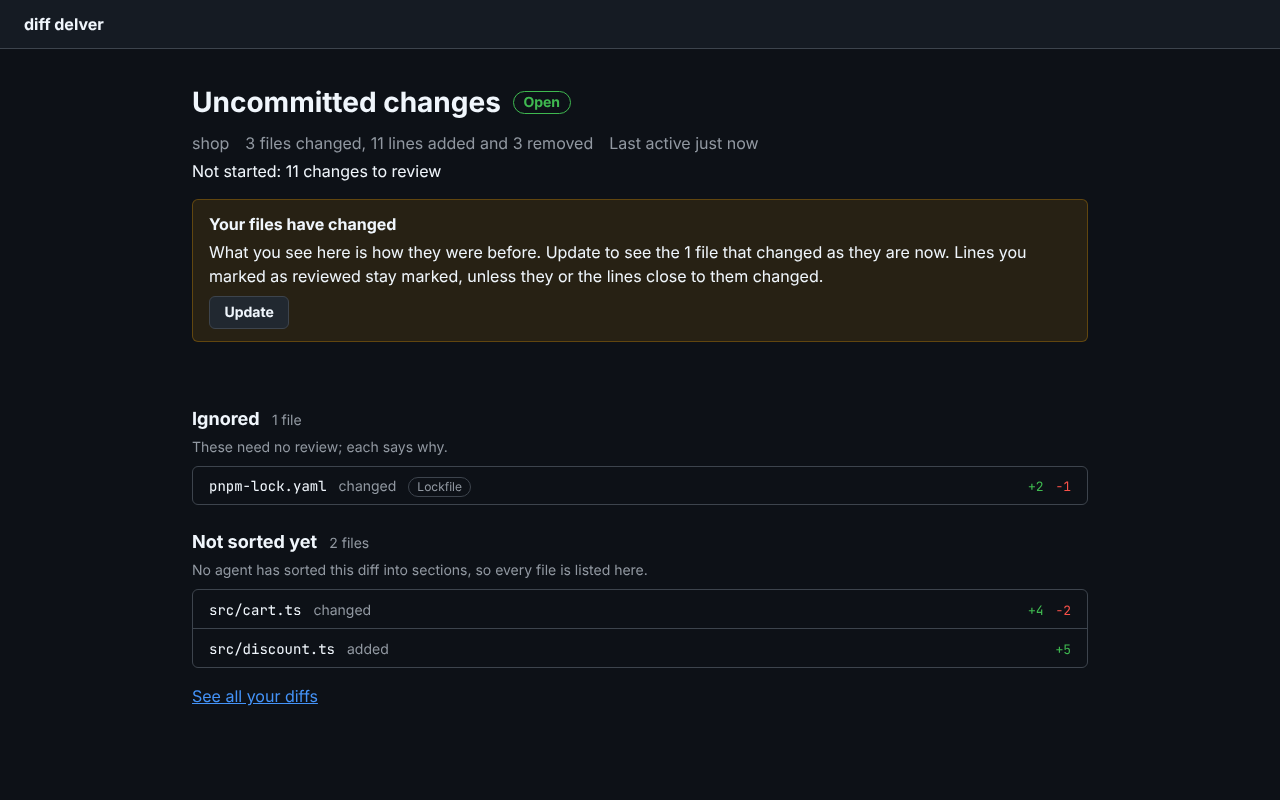 diff delver
Uncommitted changes Open
shop 3 files changed, 11 lines added and 3 removed Last active just now
Not started: 11 changes to review
Your files have changed
What you see here is how they were before. Update to see the 1 file that changed as they are now. Lines you
marked as reviewed stay marked, unless they or the lines close to them changed.
Update
Ignored 1 file
These need no review; each says why.
pnpm-lock.yaml changed Lockfile +2 -1
Not sorted yet 2 files
No agent has sorted this diff into sections, so every file is listed here.
src/cart.ts changed +4 -2
src/discount.ts added +5
See all your diffs